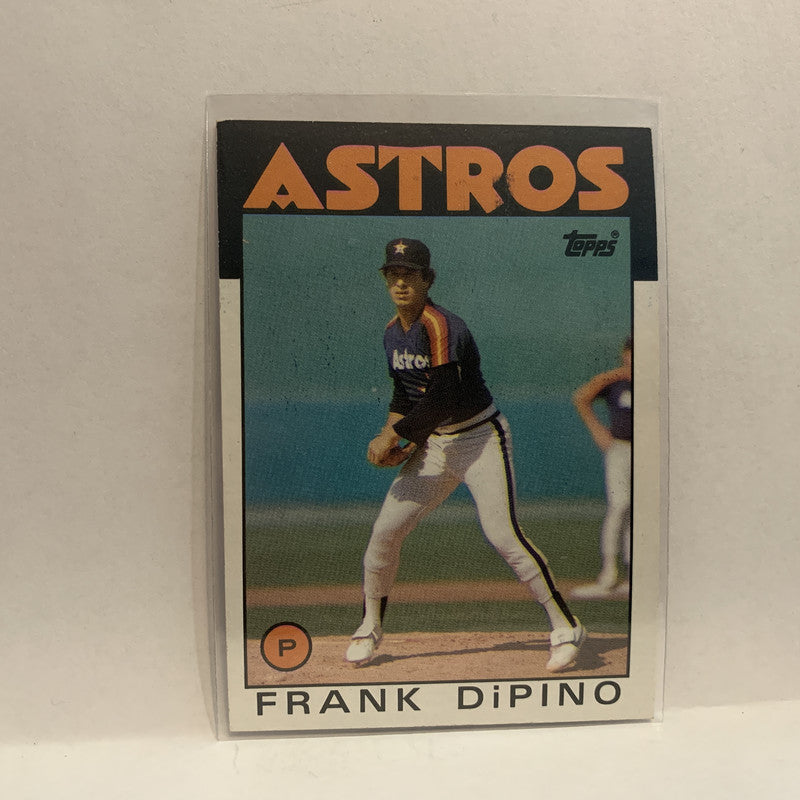 ASTROS
topps®
Astros
P
FRANK DiPINO